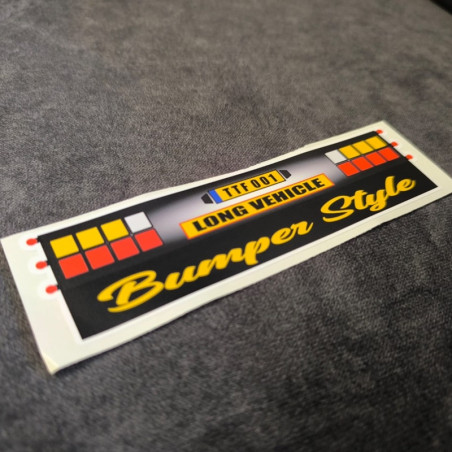 TTF001
LONG VEHICLE
Bumper Style